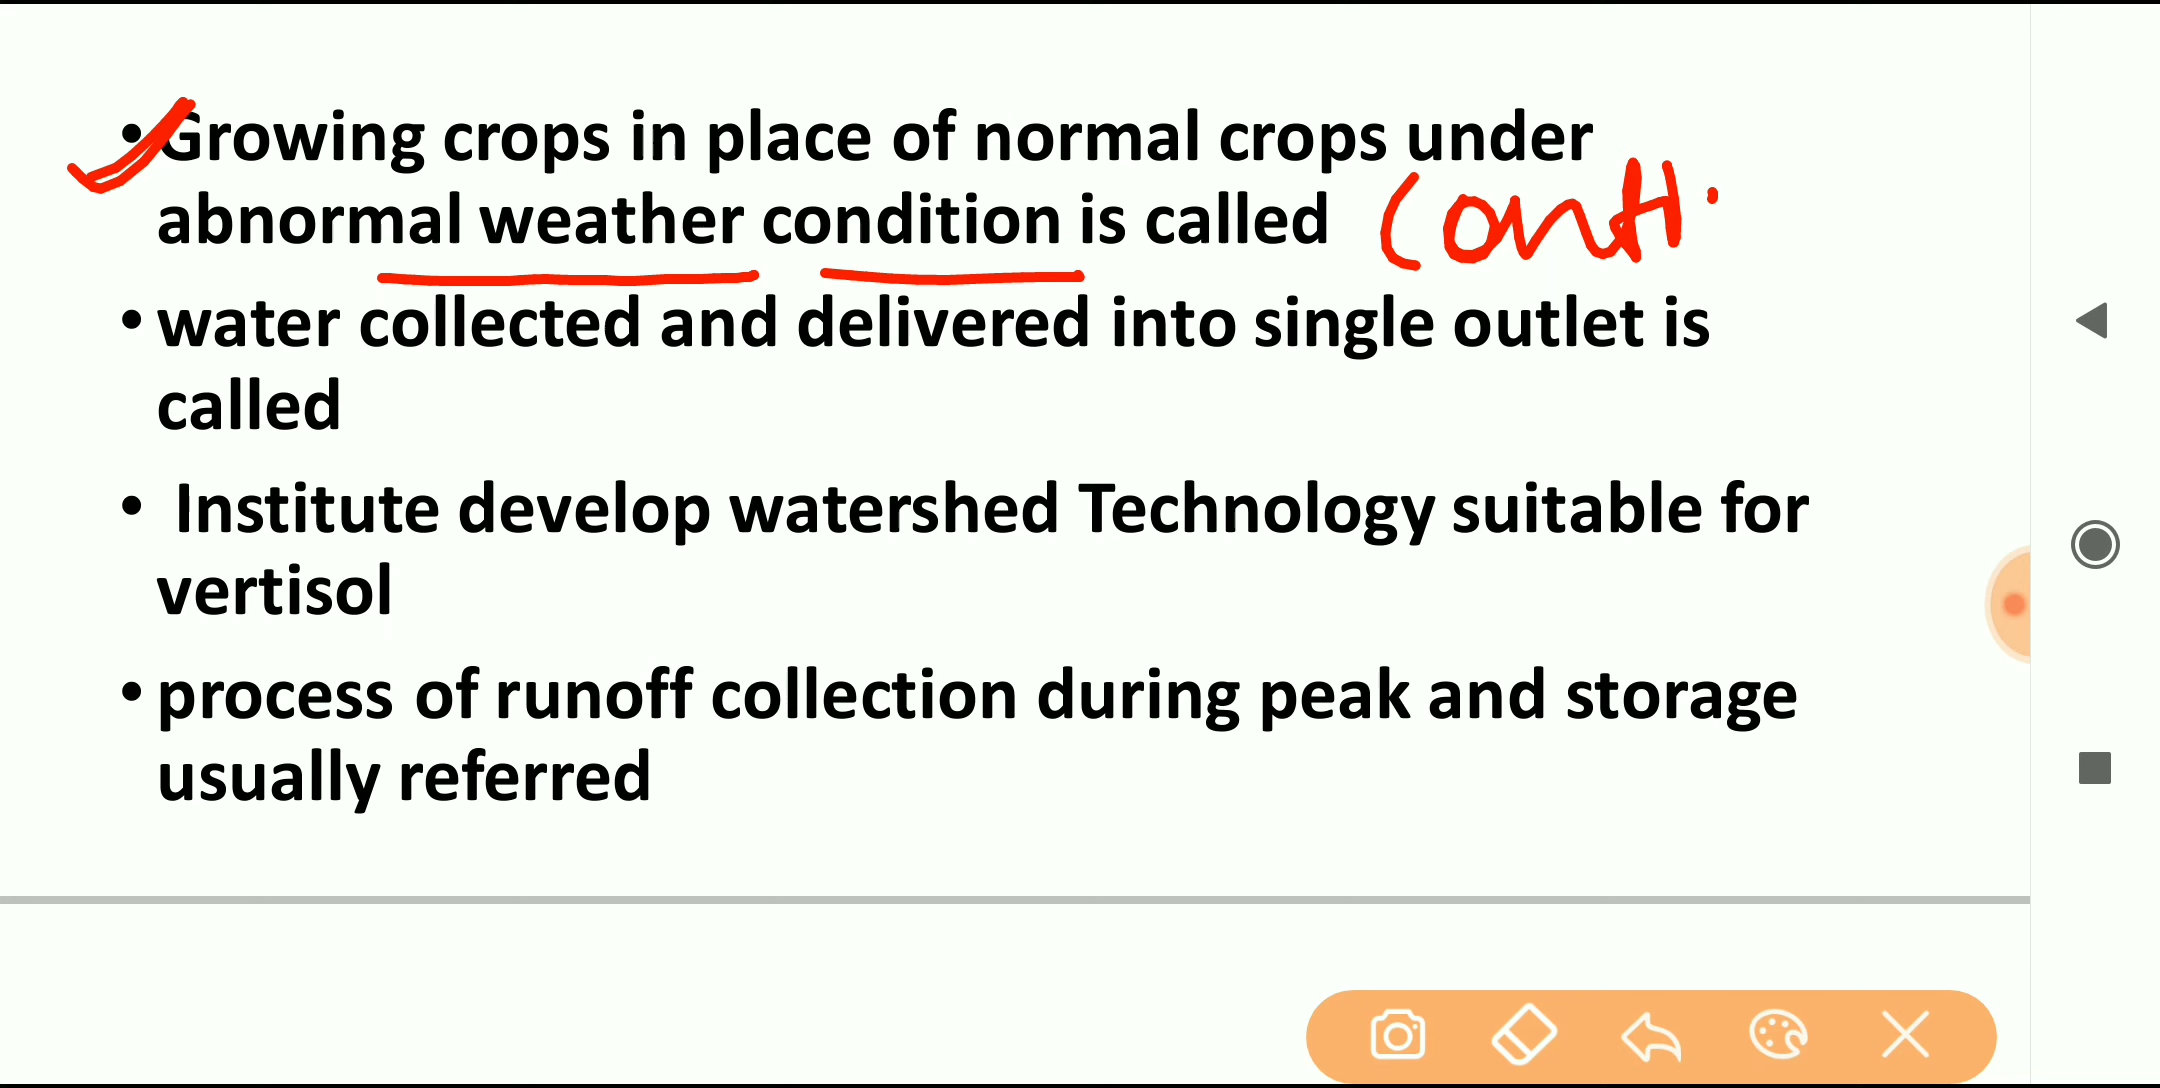 • Growing crops in place of normal crops under
abnormal weather condition is called Conti
• water collected and delivered into single outlet is
called
• Institute develop watershed Technology suitable for
vertisol
• process of runoff collection during peak and storage
usually referred